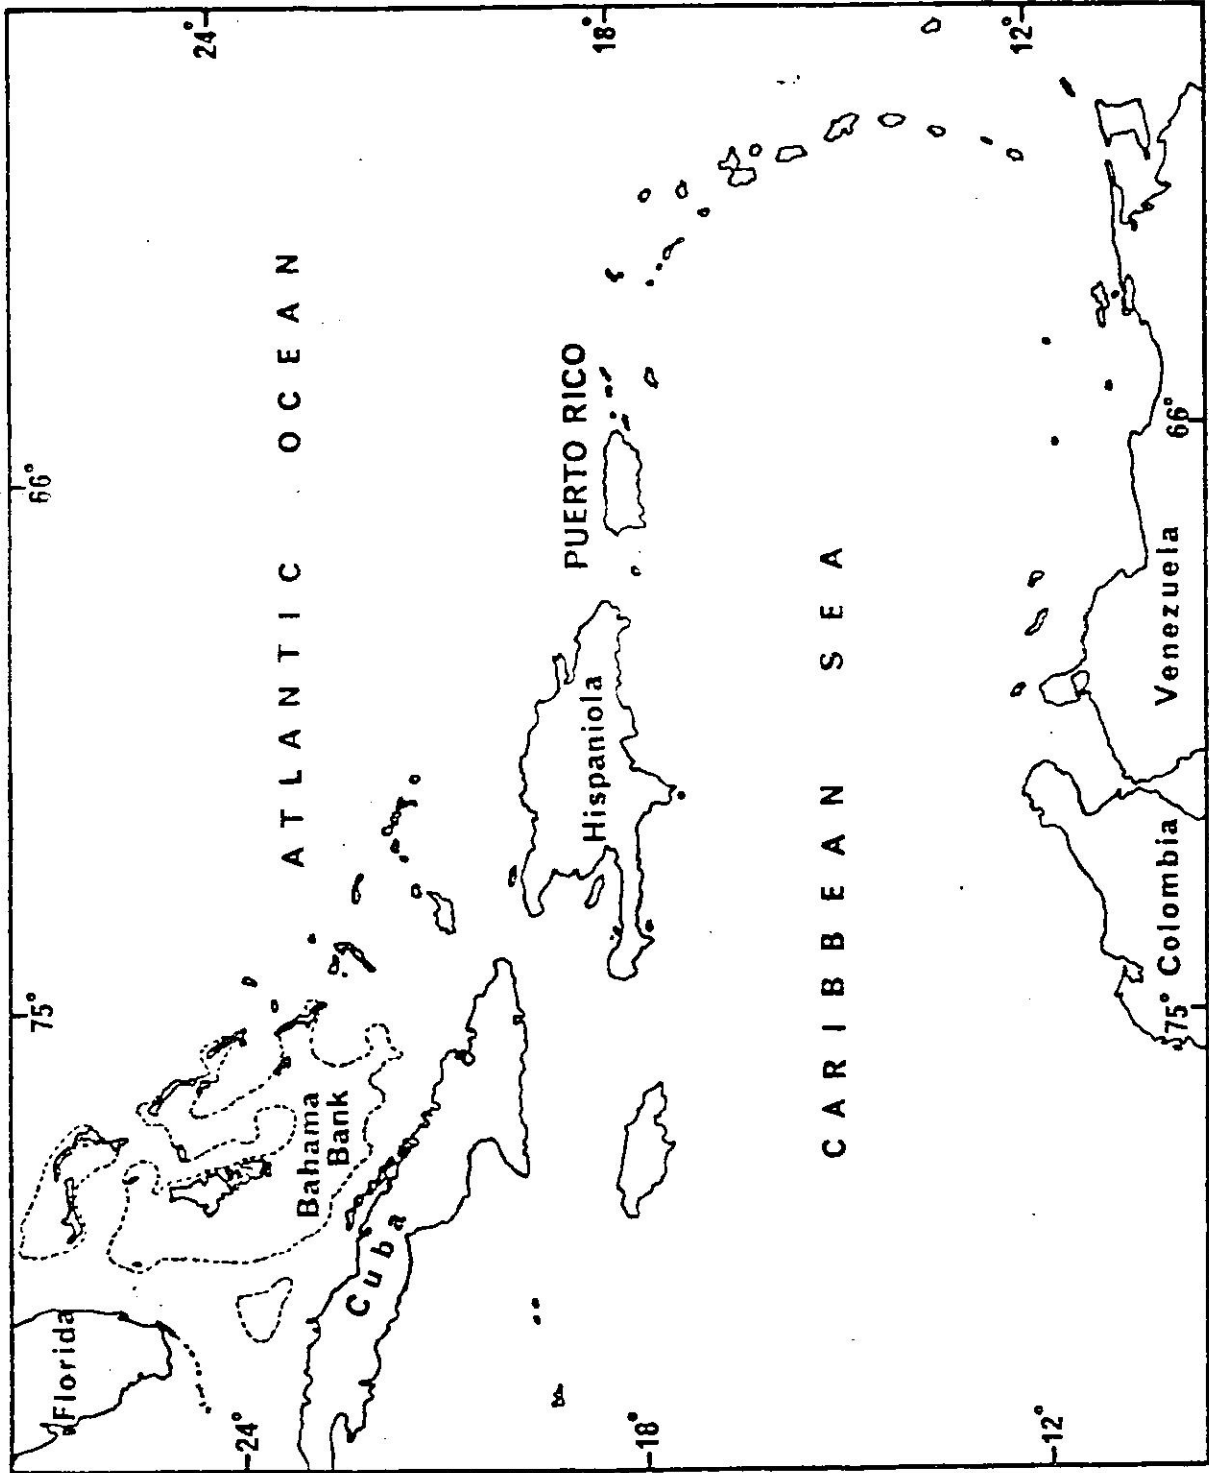 75°
66°
Florida
24°
24°
ATLANTIC OCEAN
Bahama
Bank
Cuba
PUERTO RICO
Hispaniola
18°
18°
CARIBBEAN SEA
12°
12°
75°
Colombia
Venezuela
66°